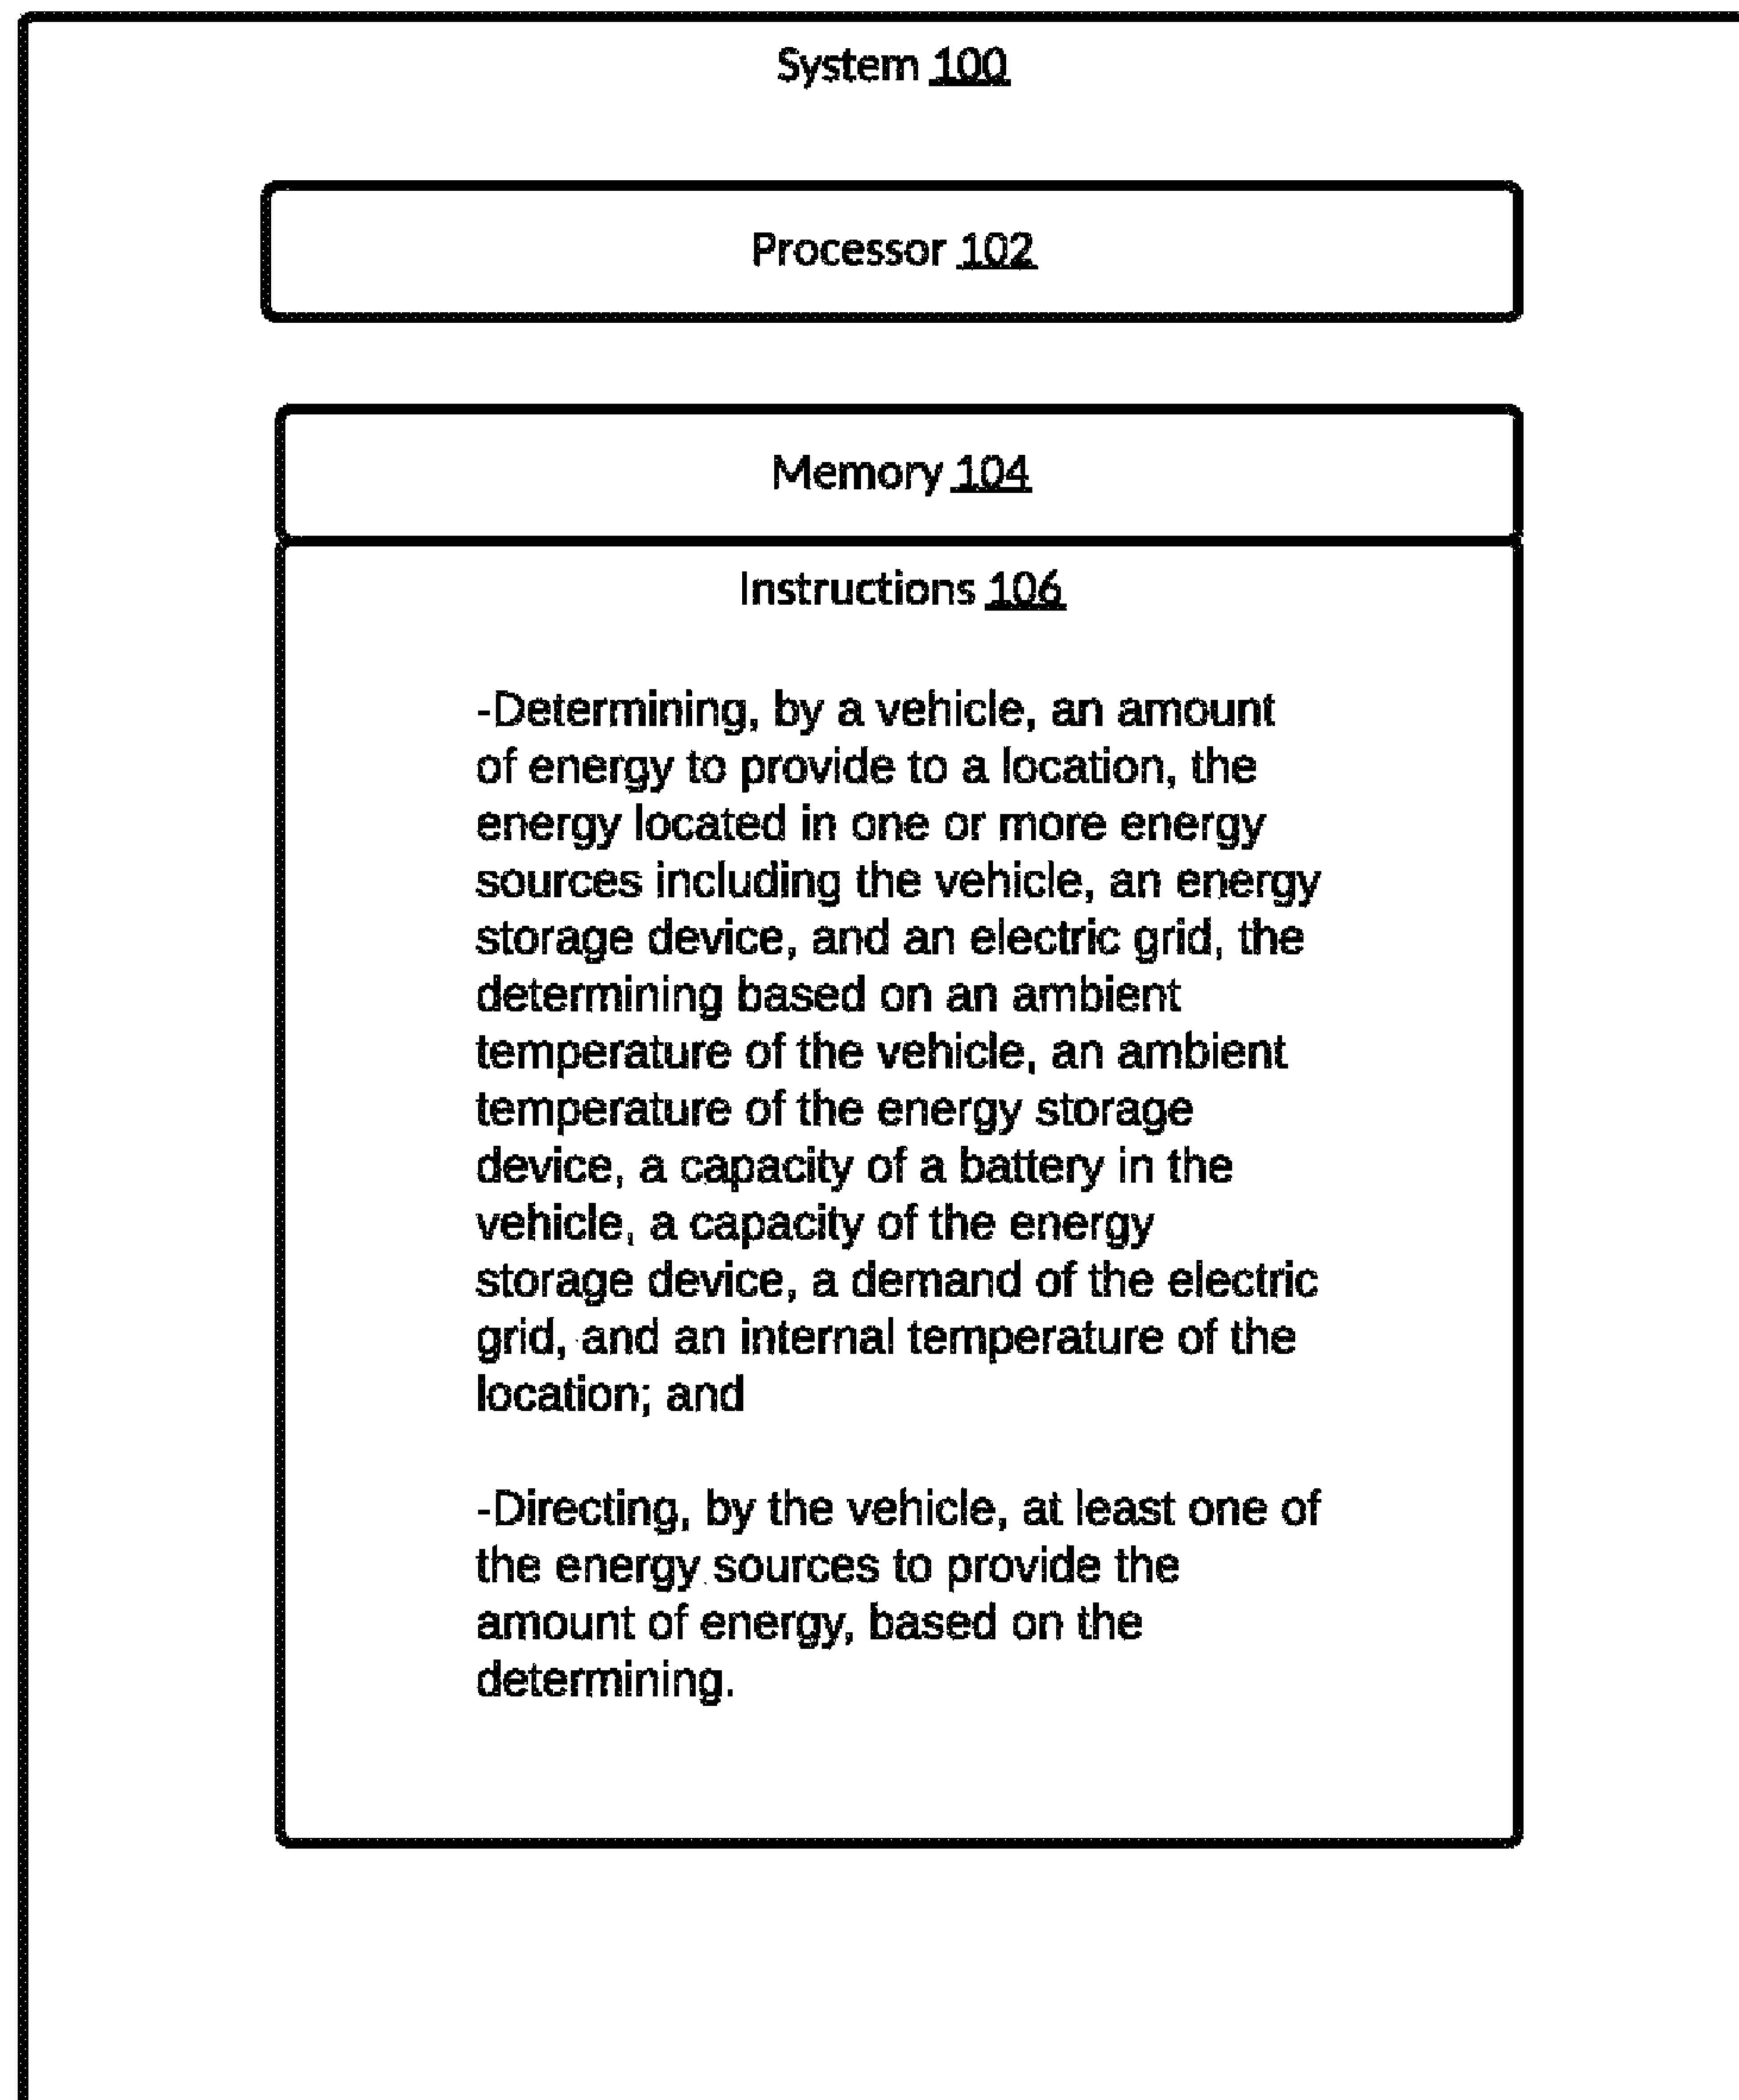 System 100
Processor 102
Memory 104
Instructions 106
-Determining, by a vehicle, an amount
of energy to provide to a location, the
energy located in one or more energy
sources including the vehicle, an energy
storage device, and an electric grid, the
determining based on an ambient
temperature of the vehicle, an ambient
temperature of the energy storage
device, a capacity of a battery in the
vehicle, a capacity of the energy
storage device, a demand of the electric
grid, and an internal temperature of the
location; and
-Directing, by the vehicle, at least one of
the energy sources to provide the
amount of energy, based on the
determining.